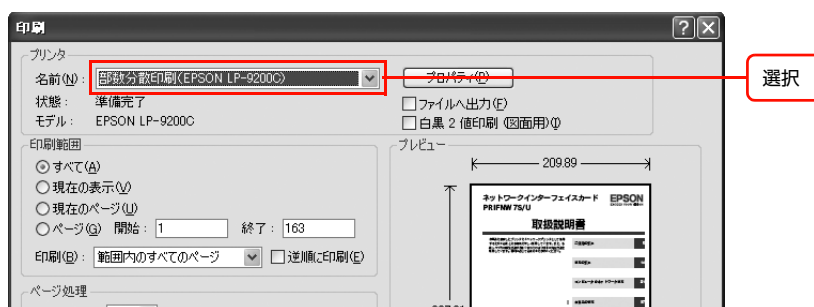 印刷
プリンタ
名前(N): 部数分散印刷(EPSON LP-9200C) プロパティ(P)
選択
状態: 準備完了 ファイルへ出力(F)
モデル: EPSON LP-9200C 白黒 2 値印刷 (図面用)(I)
印刷範囲 プレビュー
すべて(A) 209.89
現在の表示(V)
現在のページ(U)
ページ(G) 開始: 1 終了: 163
印刷(B): 範囲内のすべてのページ 逆順に印刷(E)
ページ処理
ネットワークインターフェイスカード EPSON
PRIFNW7S/U
取扱説明書